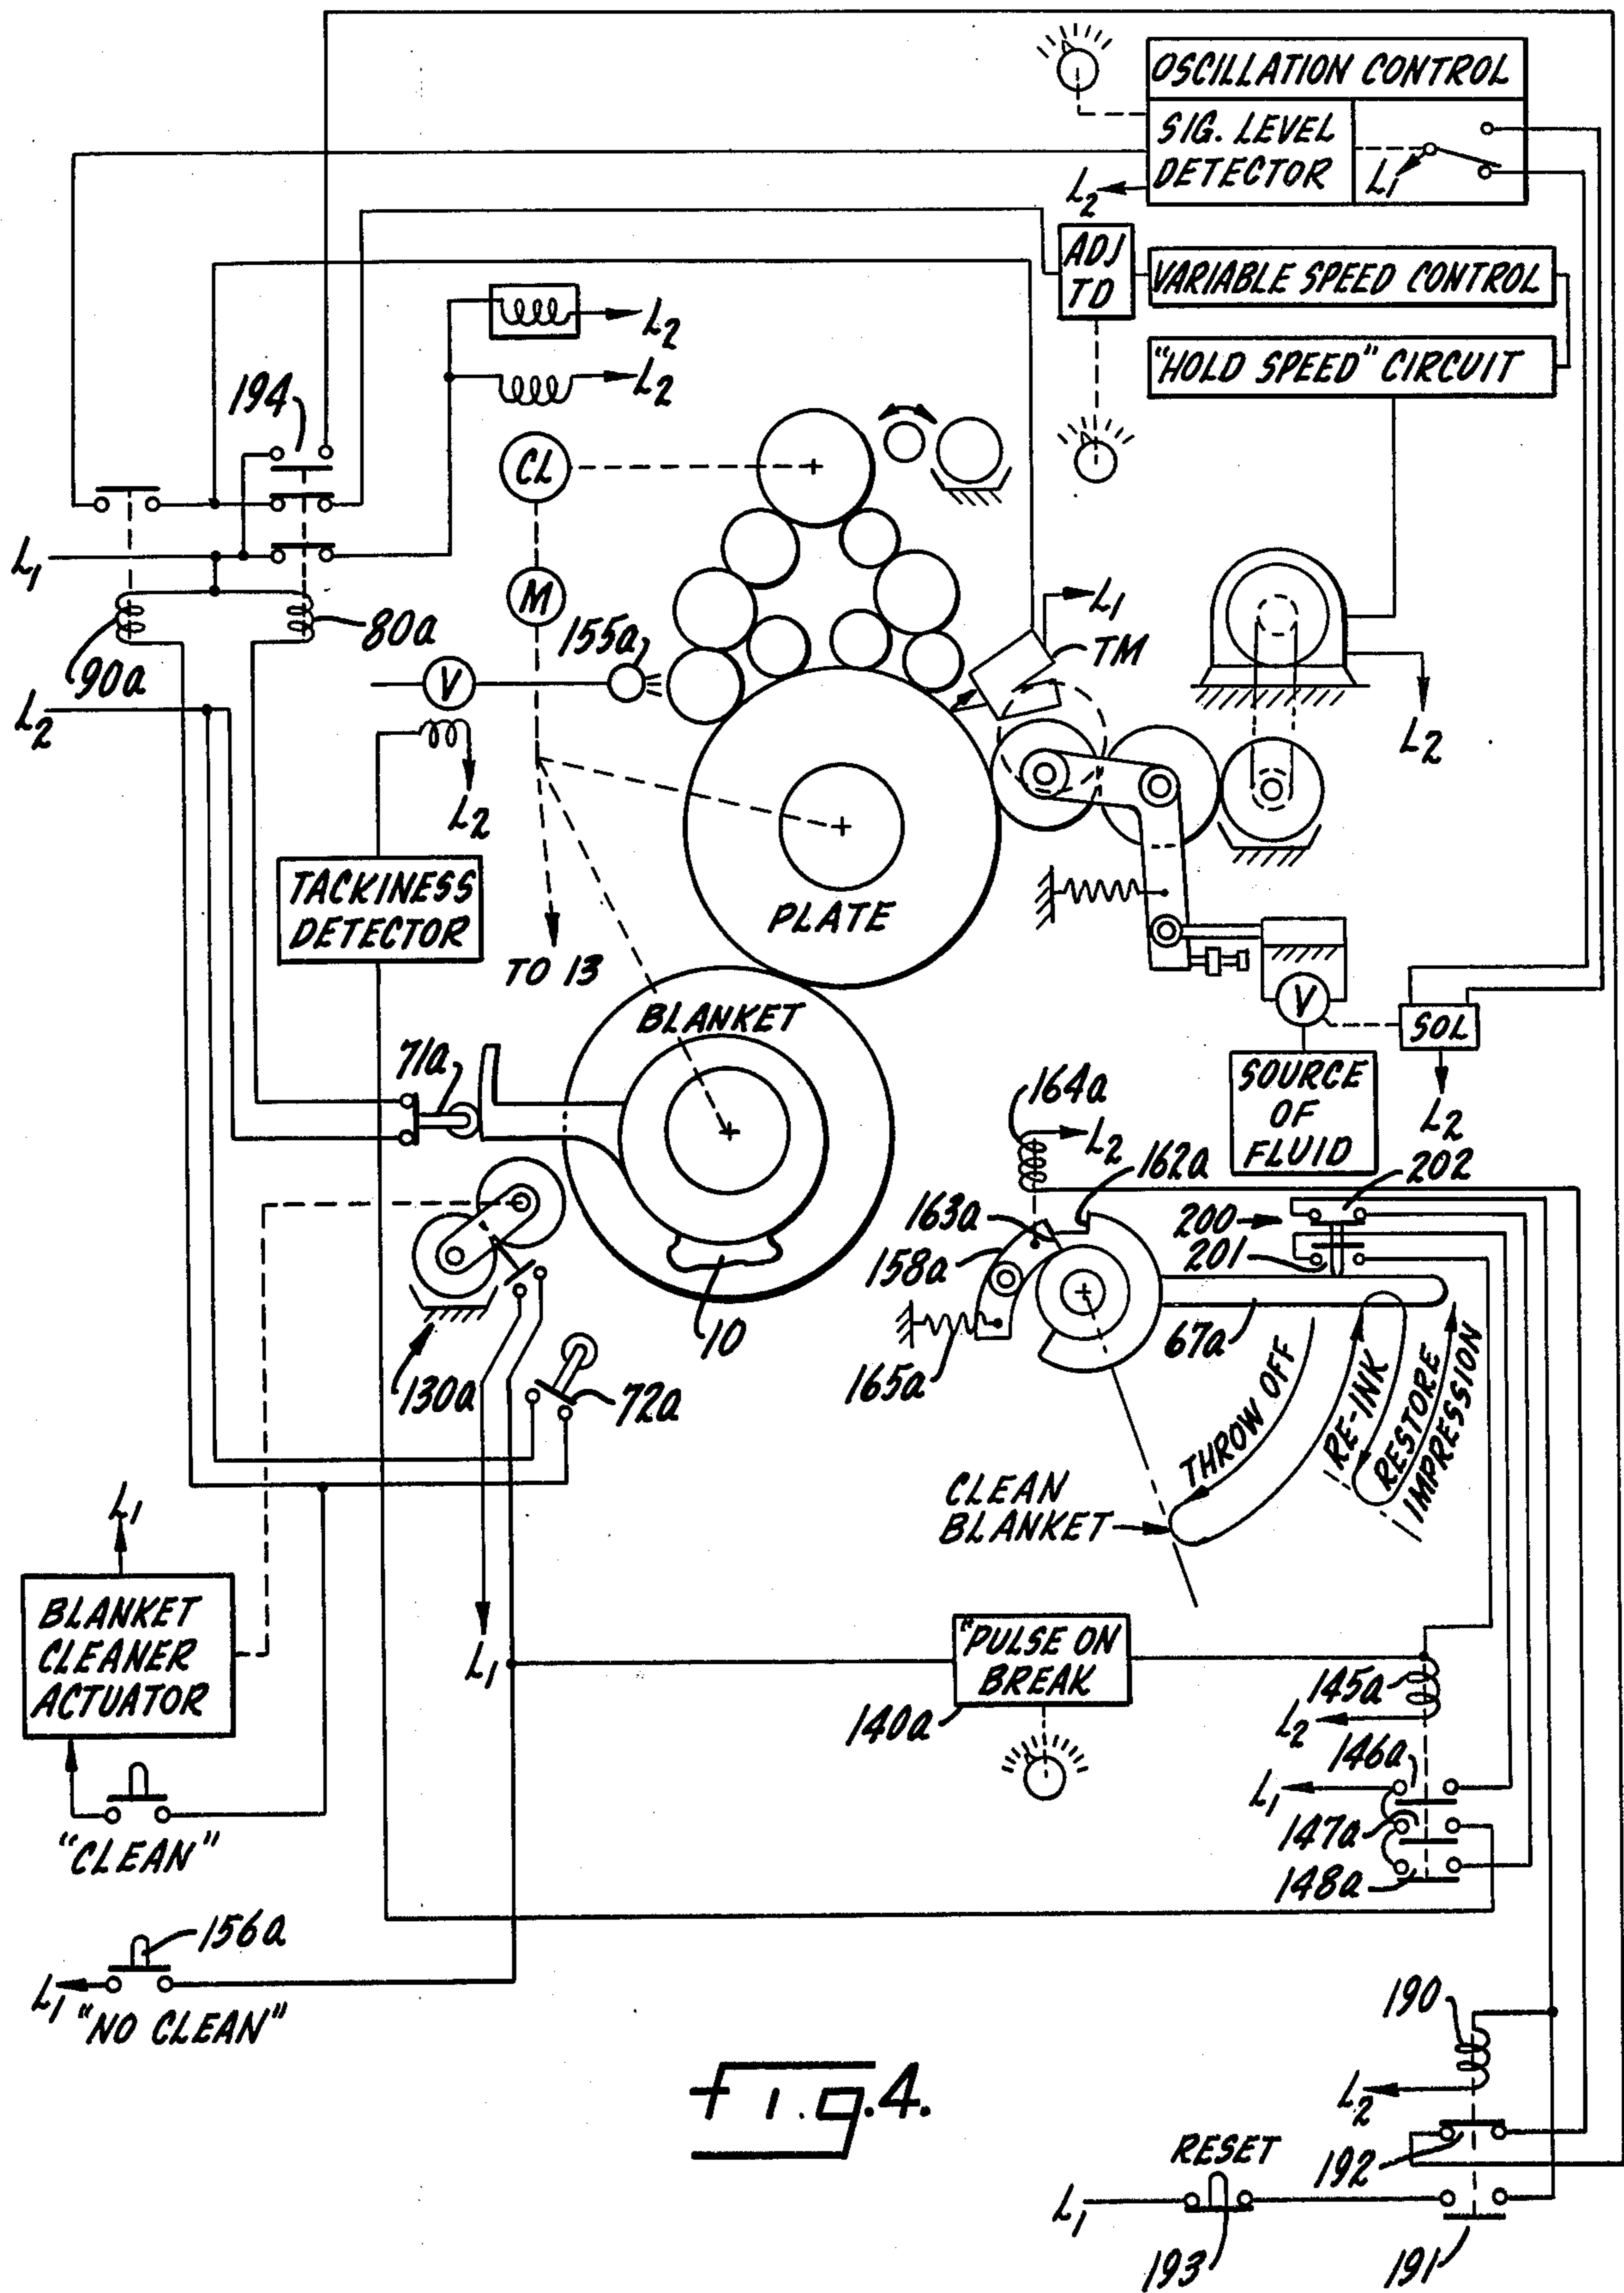 OSCILLATION CONTROL
SIG. LEVEL
DETECTOR
L1
L2
ADJ
TD
VARIABLE SPEED CONTROL
"HOLD SPEED" CIRCUIT
L2
L2
194
CL
M
L1
80a
90a
L2
155a
V
L2
L1
TM
L2
TACKINESS
DETECTOR
TO 13
PLATE
BLANKET
V
SOL
L2
SOURCE
OF
FLUID
71a
164a
L2
162a
163a
158a
165a
202
200
201
67a
10
130a
72a
THROW OFF
RE-INK
RESTORE
IMPRESSION
CLEAN
BLANKET
L1
BLANKET
CLEANER
ACTUATOR
L1
"PULSE ON
BREAK
140a
145a
L2
146a
L1
147a
148a
"CLEAN"
156a
L1
"NO CLEAN"
190
L2
192
RESET
L1
193
191
fig.4.